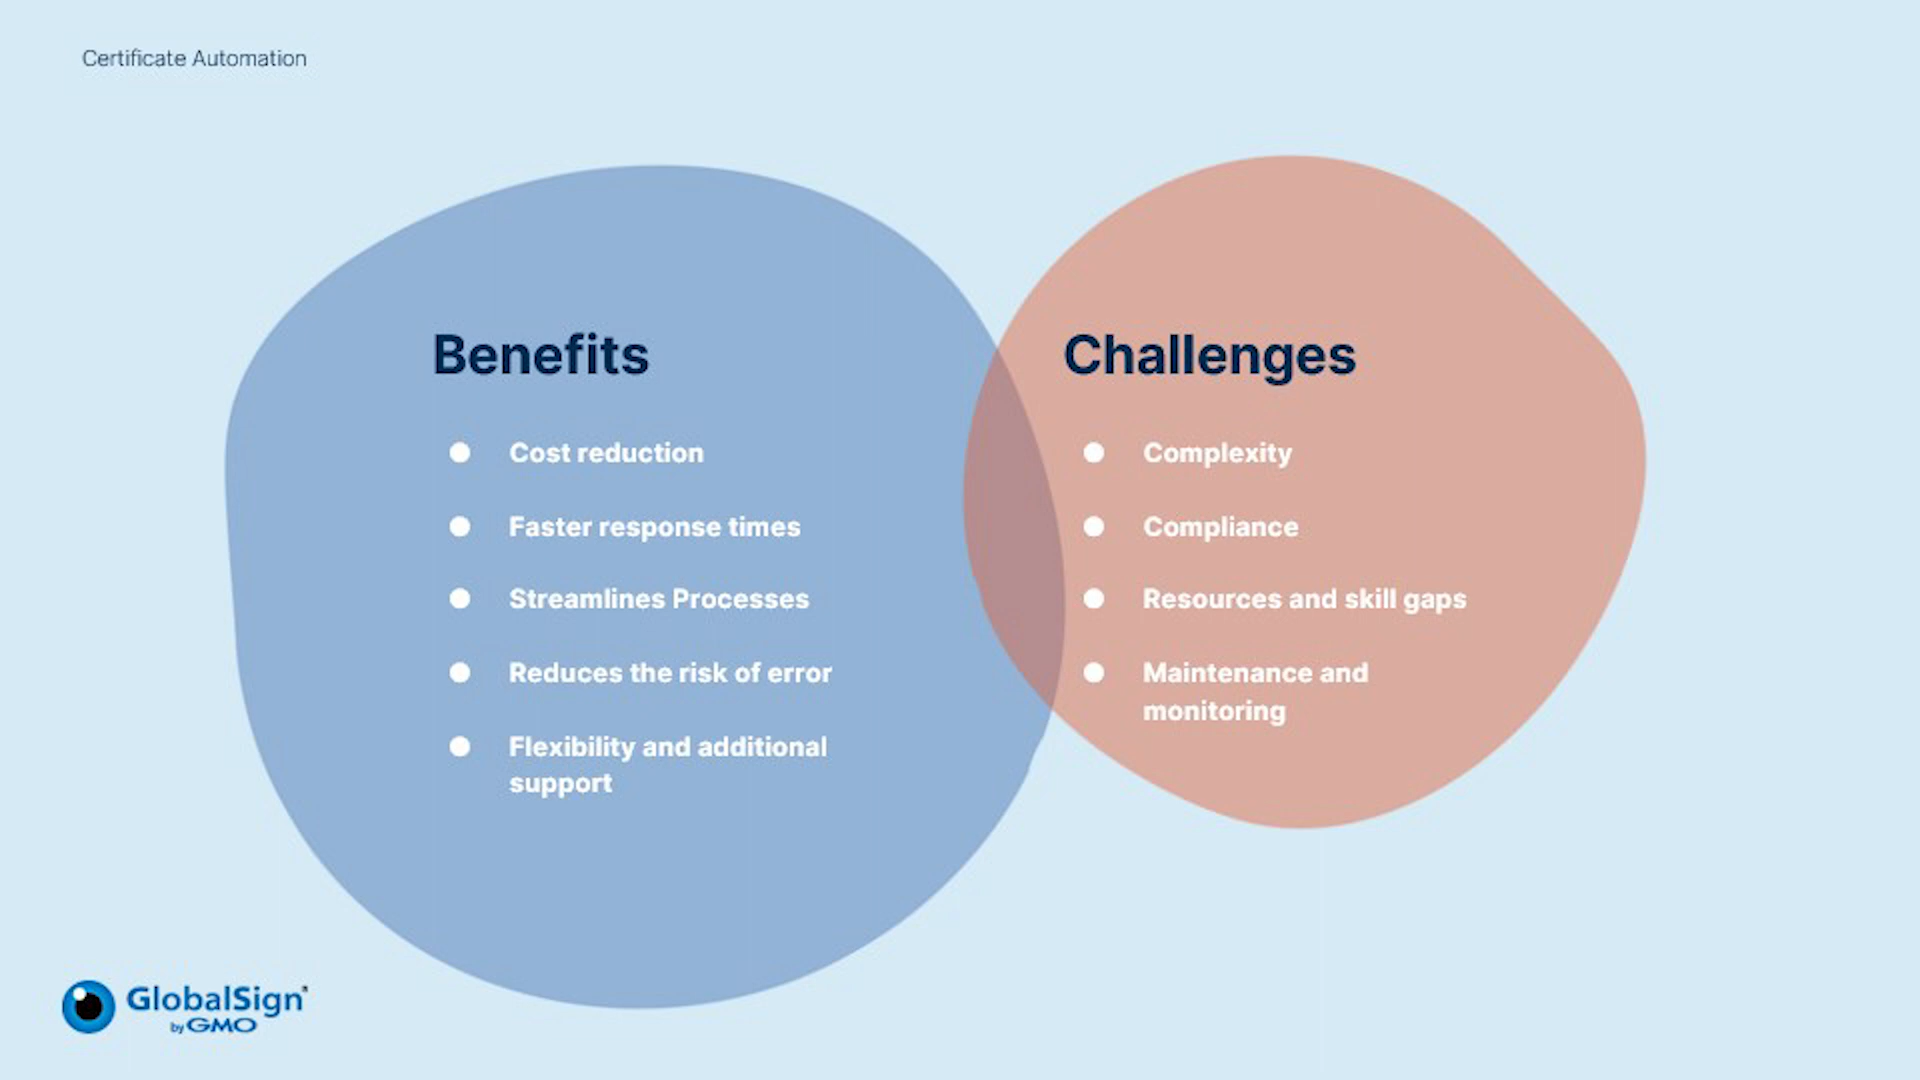 Certificate Automation
Benefits
Cost reduction
Faster response times
Streamlines Processes
Reduces the risk of error
Flexibility and additional
support
Challenges
Complexity
Compliance
Resources and skill gaps
Maintenance and
monitoring
GlobalSign
by GMO